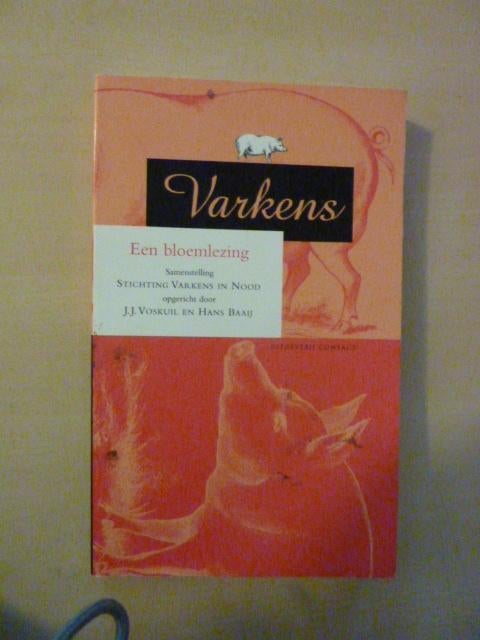 Varkens
Een bloemlezing
Samenstelling
STICHTING VARKENS IN NOOD
opgericht door
J.J. VOSKUIL EN HANS BAAIJ
UITGEVERIJ CONTACT